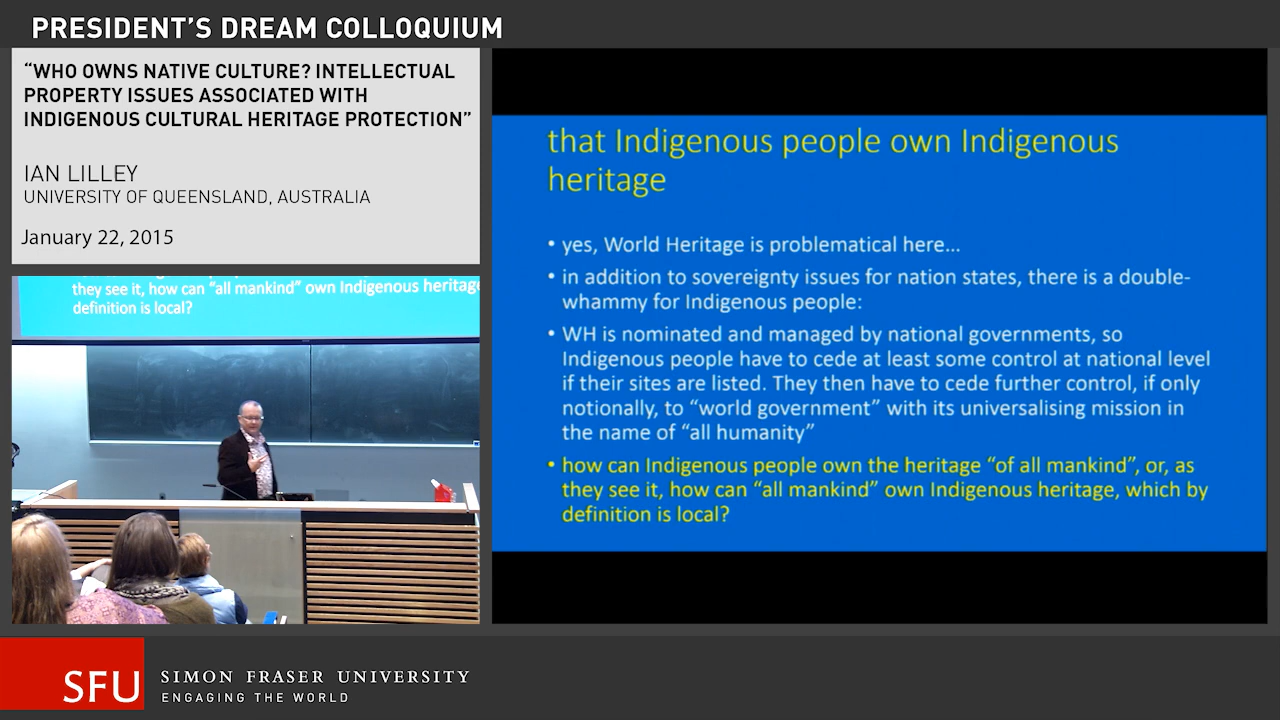 PRESIDENT'S DREAM COLLOQUIUM
“WHO OWNS NATIVE CULTURE? INTELLECTUAL
PROPERTY ISSUES ASSOCIATED WITH
INDIGENOUS CULTURAL HERITAGE PROTECTION”
IAN LILLEY
UNIVERSITY OF QUEENSLAND, AUSTRALIA
January 22, 2015
they see it, how can “all mankind” own Indigenous heritage
definition is local?
that Indigenous people own Indigenous
heritage
• yes, World Heritage is problematical here...
• in addition to sovereignty issues for nation states, there is a double-
whammy for Indigenous people:
• WH is nominated and managed by national governments, so
Indigenous people have to cede at least some control at national level
if their sites are listed. They then have to cede further control, if only
notionally, to “world government” with its universalising mission in
the name of “all humanity”
• how can Indigenous people own the heritage “of all mankind”, or, as
they see it, how can “all mankind” own Indigenous heritage, which by
definition is local?
SFU
SIMON FRASER UNIVERSITY
ENGAGING THE WORLD